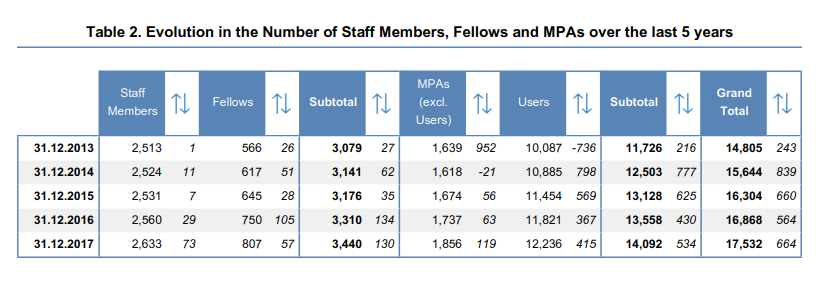 Table 2. Evolution in the Number of Staff Members, Fellows and MPAs over the last 5 years
Staff Members Fellows Subtotal MPAs (excl. Users) Users Subtotal Grand Total
31.12.2013 2,513 1 566 26 3,079 27 1,639 952 10,087 -736 11,726 216 14,805 243
31.12.2014 2,524 11 617 51 3,141 62 1,618 -21 10,885 798 12,503 777 15,644 839
31.12.2015 2,531 7 645 28 3,176 35 1,674 56 11,454 569 13,128 625 16,304 660
31.12.2016 2,560 29 750 105 3,310 134 1,737 63 11,821 367 13,558 430 16,868 564
31.12.2017 2,633 73 807 57 3,440 130 1,856 119 12,236 415 14,092 534 17,532 664